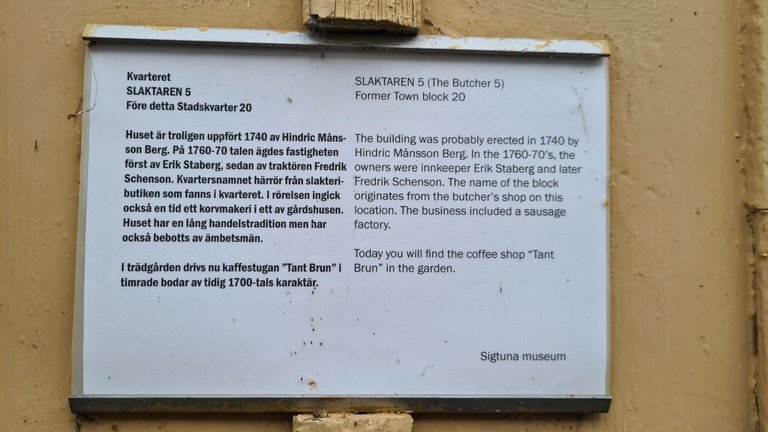 Kvarteret
SLAKTAREN 5
Före detta Stadskvarter 20
Huset är troligen uppfört 1740 av Hindric Måns-
son Berg. På 1760-70 talen ägdes fastigheten
först av Erik Staberg, sedan av traktören Fredrik
Schenson. Kvartersnamnet härrör från slakteri-
butiken som fanns i kvarteret. I rörelsen ingick
också en tid ett korvmakeri i ett av gårdshusen.
Huset har en lång handelstradition men har
också bebotts av ämbetsmän.
I trädgården drivs nu kaffestugan "Tant Brun" i
timrade bodar av tidig 1700-tals karaktär.
SLAKTAREN 5 (The Butcher 5)
Former Town block 20
The building was probably erected in 1740 by
Hindric Månsson Berg. In the 1760-70's, the
owners were innkeeper Erik Staberg and later
Fredrik Schenson. The name of the block
originates from the butcher's shop on this
location. The business included a sausage
factory.
Today you will find the coffee shop "Tant
Brun" in the garden.
Sigtuna museum